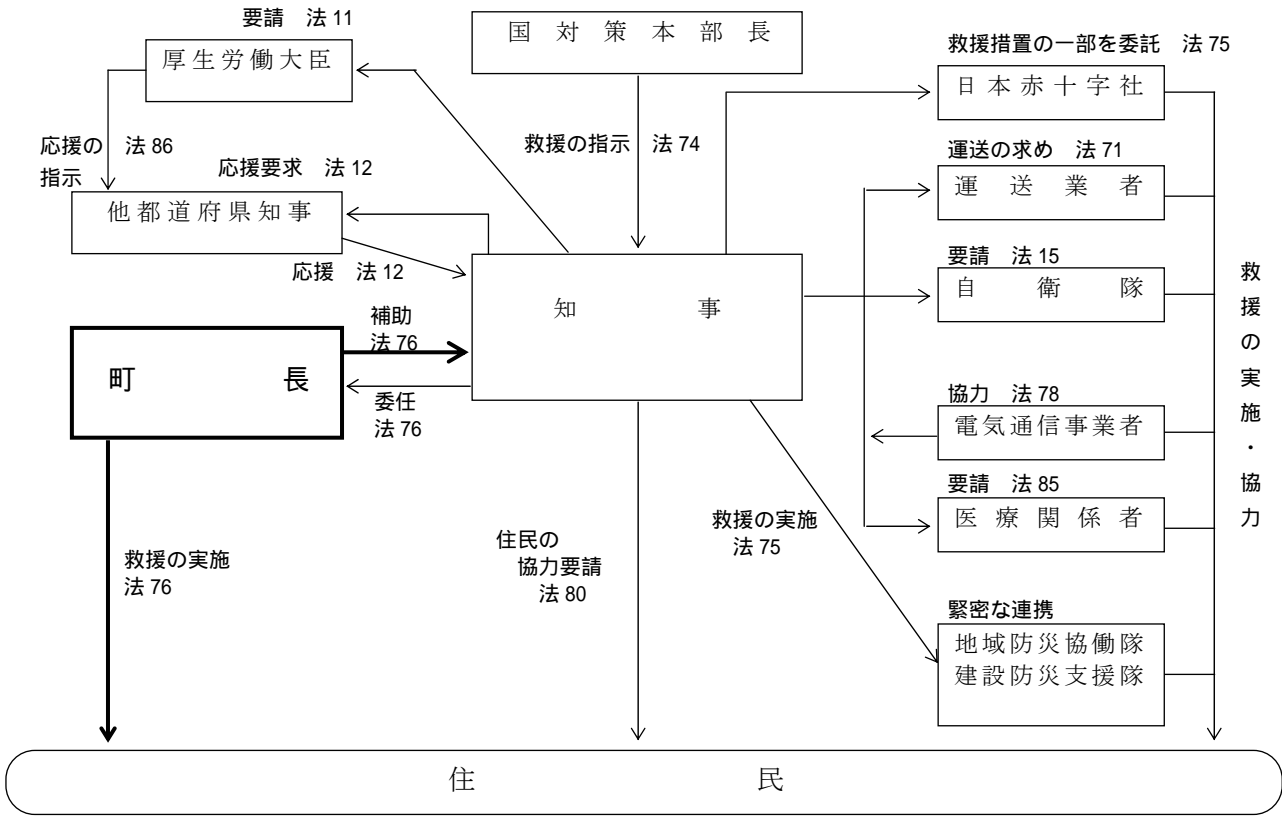 要請　法 11
厚 生 労 働 大 臣
国　対　策　本　部　長
救援措置の一部を委託　法 75
日 本 赤 十 字 社
応援の　法 86
指示
応援要求　法 12
他 都 道 府 県 知 事
応援　法 12
救援の指示　法 74
運送の求め　法 71
運　送　業　者
要請　法 15
自　衛　隊
知　　　事
補助
法 76
町　　　長
委任
法 76
協力　法 78
電 気 通 信 事 業 者
要請　法 85
医 療 関 係 者
救援の実施・協力
救援の実施
法 76
住民の
協力要請
法 80
救援の実施
法 75
緊密な連携
地 域 防 災 協 働 隊
建 設 防 災 支 援 隊
住　　　民